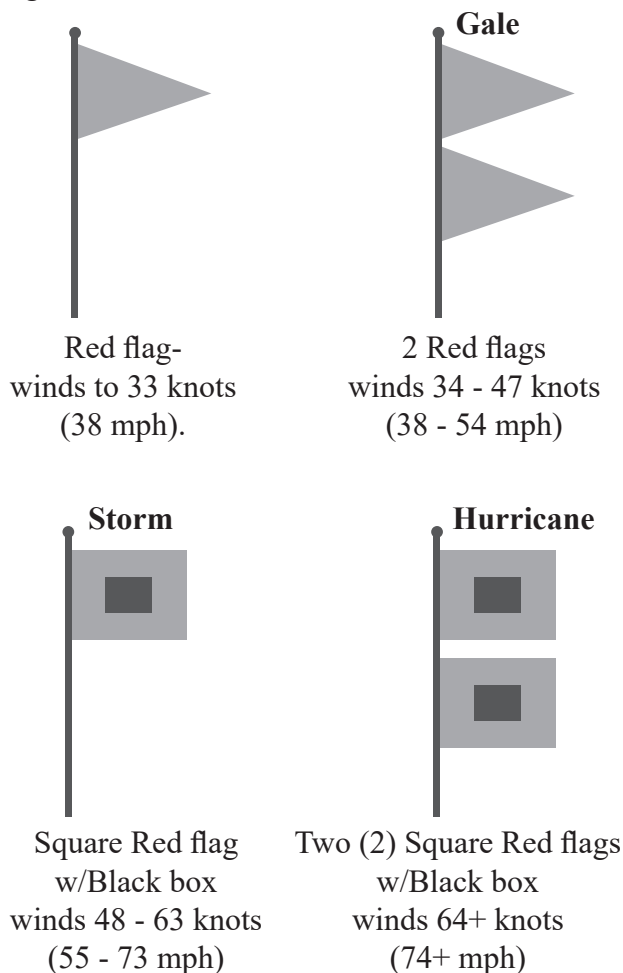 Gale
Red flag-
winds to 33 knots
(38 mph).
2 Red flags
winds 34 - 47 knots
(38 - 54 mph)
Storm
Square Red flag
w/Black box
winds 48 - 63 knots
(55 - 73 mph)
Hurricane
Two (2) Square Red flags
w/Black box
winds 64+ knots
(74+ mph)